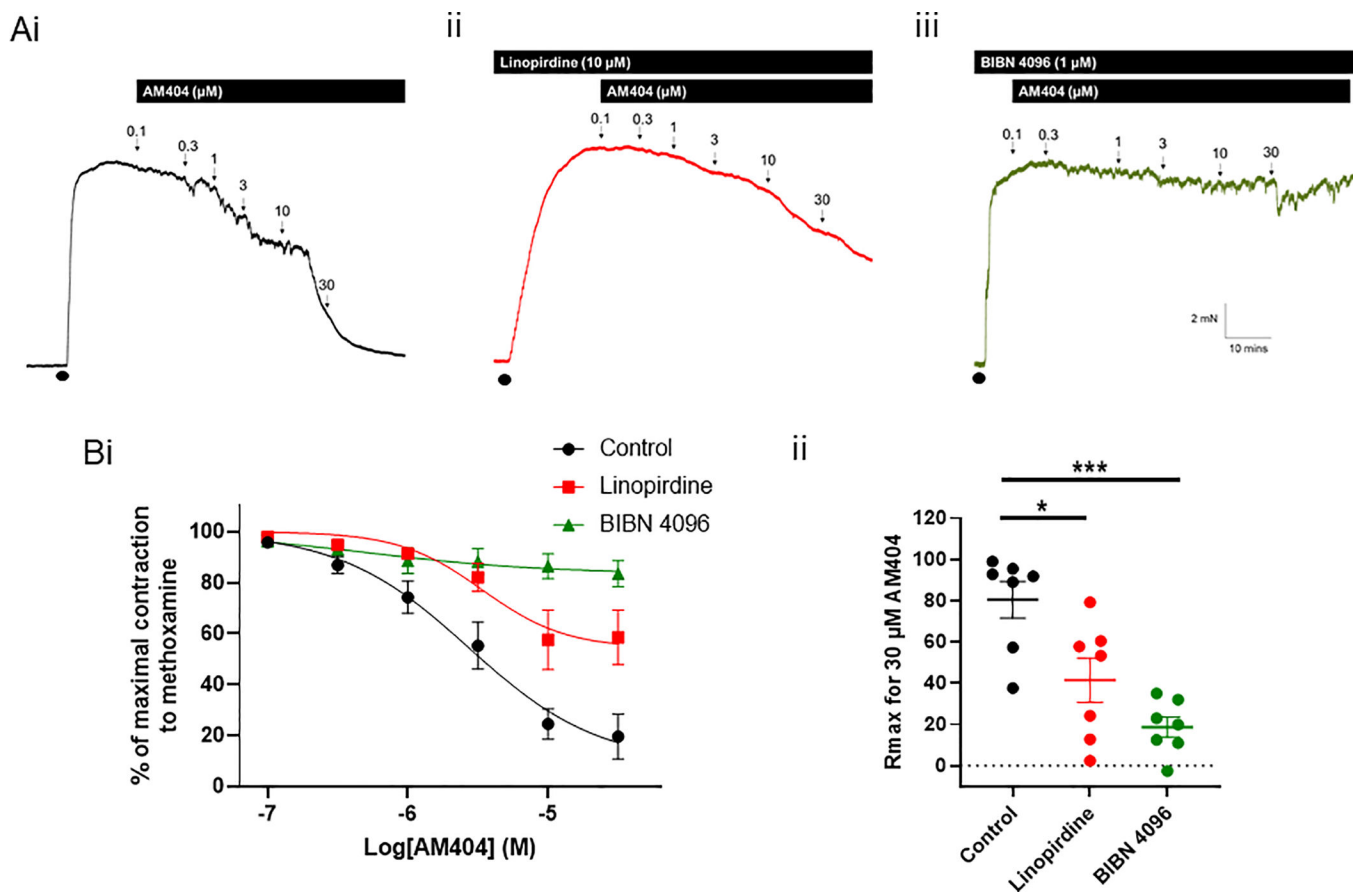 Ai
ii
iii
Linopirdine (10 µM)
BIBN 4096 (1 µM)
AM404 (µM)
AM404 (µM)
AM404 (µM)
0.1
0.3
1
3
10
30
0.1
0.3
1
3
10
30
0.1
0.3
1
3
10
30
2 mN
10 mins
Bi
Control
Linopirdine
BIBN 4096
% of maximal contraction
to methoxamine
100
80
60
40
20
0
-7
-6
-5
Log[AM404] (M)
ii
***
*
Rmax for 30 µM AM404
120
100
80
60
40
20
0
Control
Linopirdine
BIBN 4096